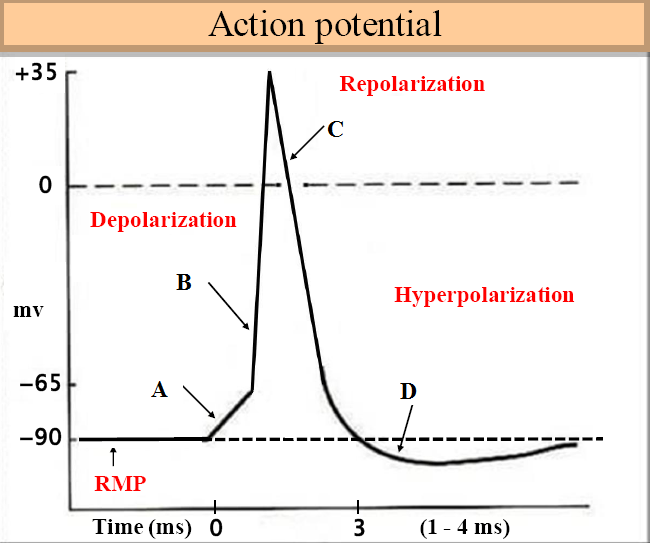 Action potential
+35
Repolarization
C
0
Depolarization
B
Hyperpolarization
mv
−65
A
D
−90
RMP
Time (ms) 0 3 (1 - 4 ms)